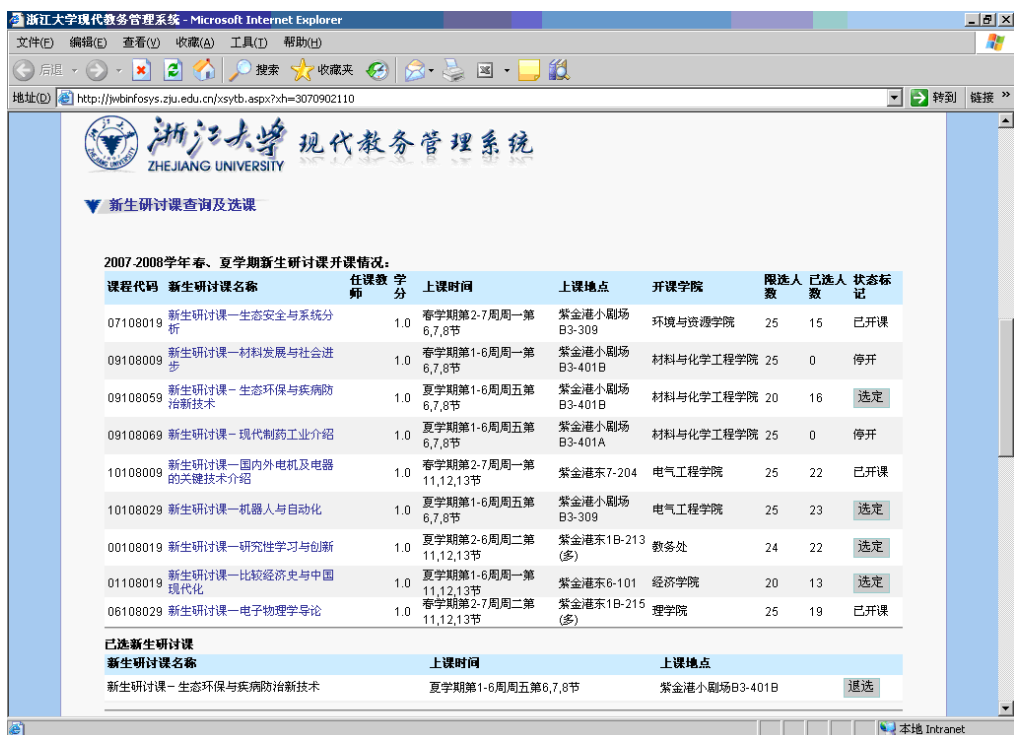 浙江大学现代教务管理系统 - Microsoft Internet Explorer
文件(F) 编辑(E) 查看(V) 收藏(A) 工具(T) 帮助(H)
后退 搜索 收藏夹
地址(D) http://jwbinfosys.zju.edu.cn/xsytb.aspx?xh=3070902110 转到 链接 »
浙江大学 现代教务管理系统
ZHEJIANG UNIVERSITY
新生研讨课查询及选课
2007-2008学年春、夏学期新生研讨课开课情况:
课程代码 新生研讨课名称 任课教师 学分 上课时间 上课地点 开课学院 限选人数 已选人数 状态标记
07108019 新生研讨课—生态安全与系统分析 1.0 春学期第2-7周周一第6,7,8节 紫金港小剧场B3-309 环境与资源学院 25 15 已开课
09108009 新生研讨课—材料发展与社会进步 1.0 春学期第1-6周周一第6,7,8节 紫金港小剧场B3-401B 材料与化学工程学院 25 0 停开
09108059 新生研讨课－生态环保与疾病防治新技术 1.0 夏学期第1-6周周五第6,7,8节 紫金港小剧场B3-401B 材料与化学工程学院 20 16 选定
09108069 新生研讨课－现代制药工业介绍 1.0 夏学期第1-6周周五第6,7,8节 紫金港小剧场B3-401A 材料与化学工程学院 25 0 停开
10108009 新生研讨课—国内外电机及电器的关键技术介绍 1.0 春学期第2-7周周一第11,12,13节 紫金港东7-204 电气工程学院 25 22 已开课
10108029 新生研讨课—机器人与自动化 1.0 夏学期第1-6周周五第6,7,8节 紫金港小剧场B3-309 电气工程学院 25 23 选定
00108019 新生研讨课—研究性学习与创新 1.0 夏学期第2-6周周二第11,12,13节 紫金港东1B-213(多) 教务处 24 22 选定
01108019 新生研讨课—比较经济史与中国现代化 1.0 夏学期第1-6周周一第11,12,13节 紫金港东6-101 经济学院 20 13 选定
06108029 新生研讨课—电子物理学导论 1.0 春学期第2-7周周二第11,12,13节 紫金港东1B-215(多) 理学院 25 19 已开课
已选新生研讨课
新生研讨课名称 上课时间 上课地点
新生研讨课－生态环保与疾病防治新技术 夏学期第1-6周周五第6,7,8节 紫金港小剧场B3-401B 退选
本地 Intranet